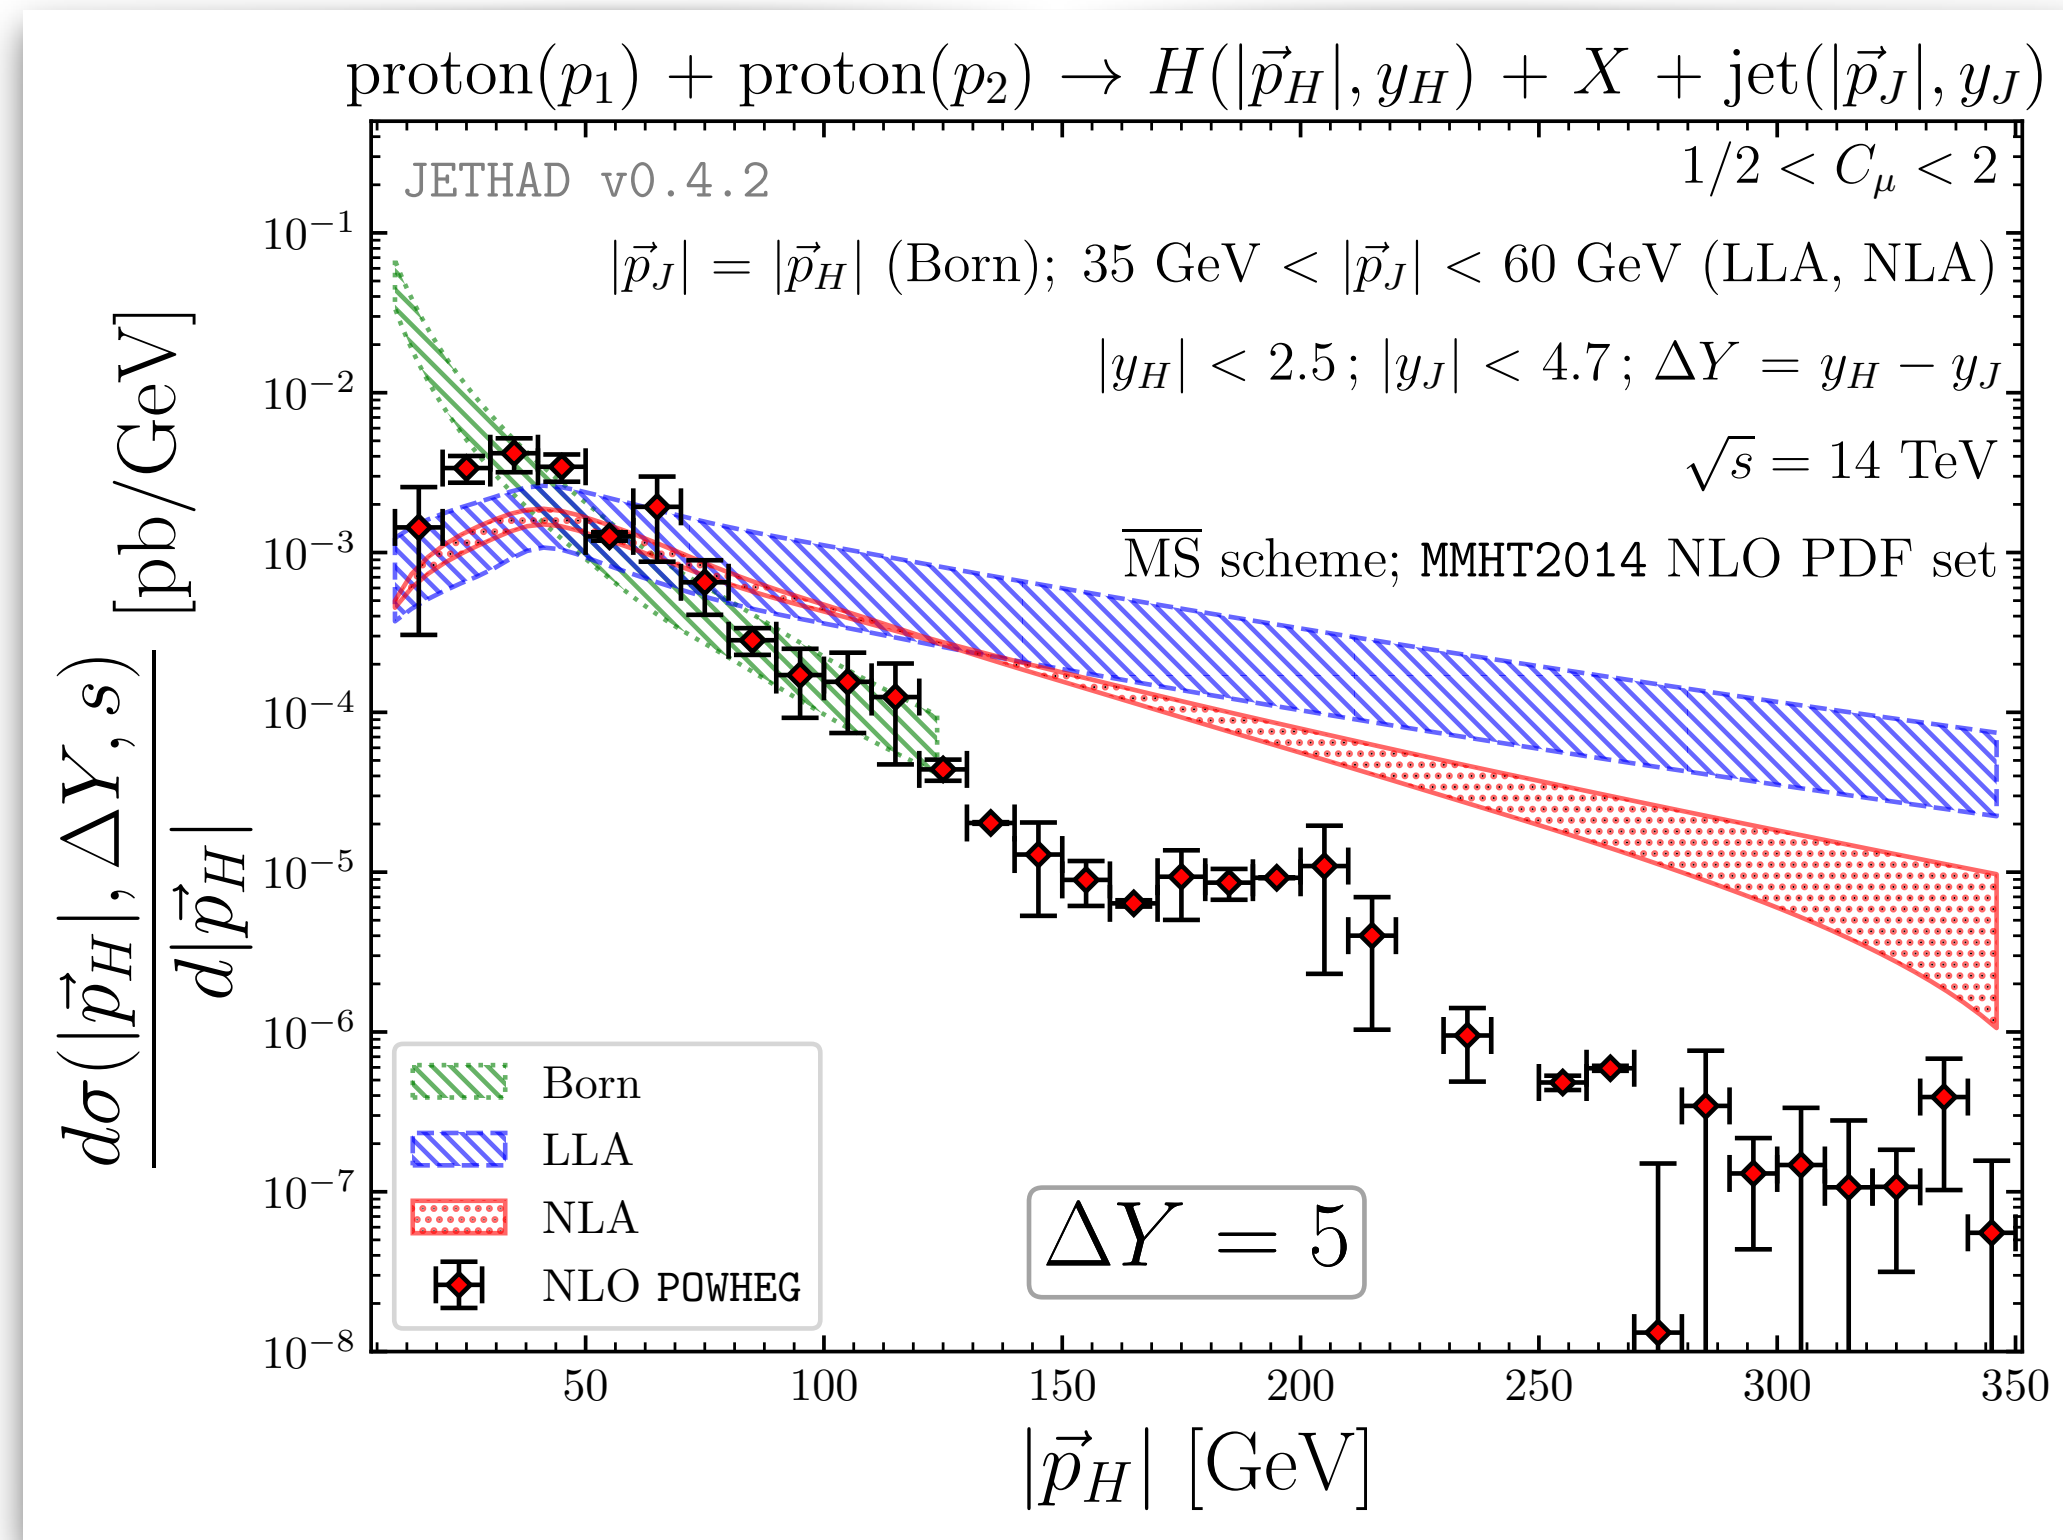 proton(p₁) + proton(p₂) → H(|p⃗_H|, y_H) + X + jet(|p⃗_J|, y_J)
JETHAD v0.4.2
1/2 < C_μ < 2
|p⃗_J| = |p⃗_H| (Born); 35 GeV < |p⃗_J| < 60 GeV (LLA, NLA)
|y_H| < 2.5 ; |y_J| < 4.7 ; ΔY = y_H − y_J
√s = 14 TeV
M̅S̅ scheme; MMHT2014 NLO PDF set
dσ(|p⃗_H|, ΔY, s)
d|p⃗_H|
[pb/GeV]
10⁻¹
10⁻²
10⁻³
10⁻⁴
10⁻⁵
10⁻⁶
10⁻⁷
10⁻⁸
Born
LLA
NLA
NLO POWHEG
ΔY = 5
50 100 150 200 250 300 350
|p⃗_H| [GeV]